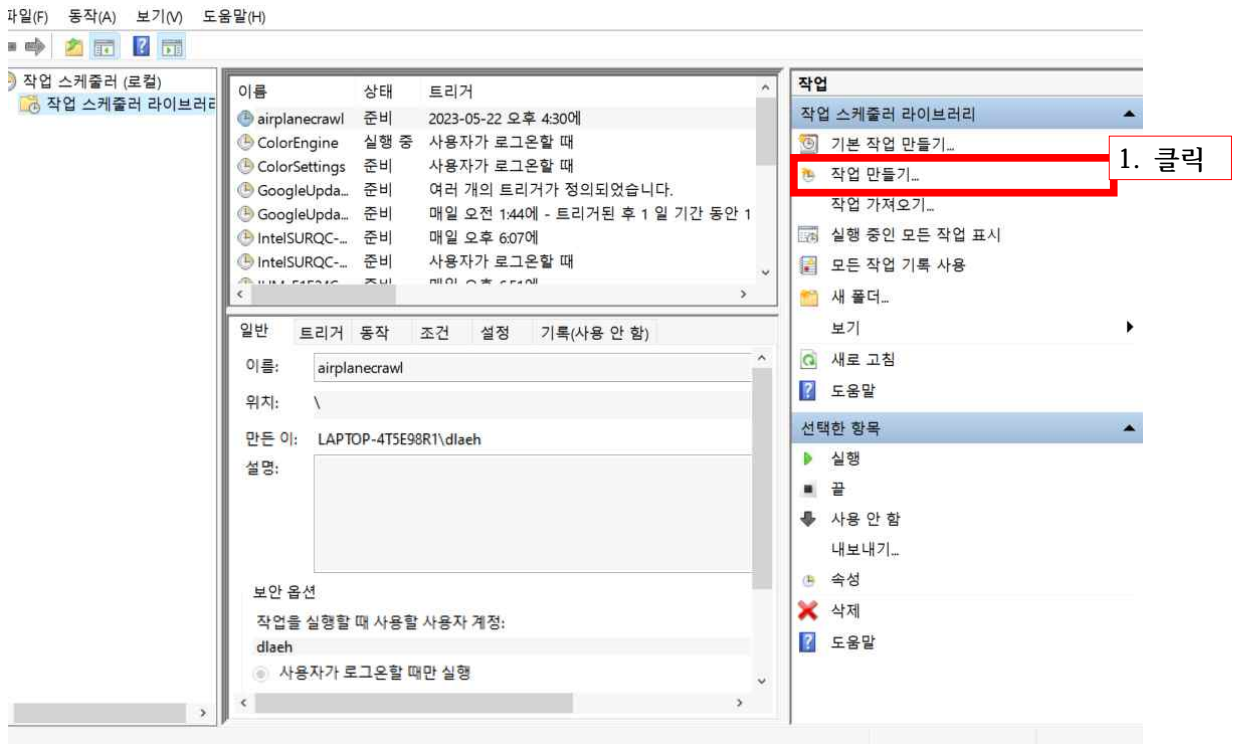 파일(F) 동작(A) 보기(V) 도움말(H)
작업 스케줄러 (로컬)
작업 스케줄러 라이브러리
이름 상태 트리거
airplanecrawl 준비 2023-05-22 오후 4:30에
ColorEngine 실행 중 사용자가 로그온할 때
ColorSettings 준비 사용자가 로그온할 때
GoogleUpda... 준비 여러 개의 트리거가 정의되었습니다.
GoogleUpda... 준비 매일 오전 1:44에 - 트리거된 후 1 일 기간 동안 1
IntelSURQC-... 준비 매일 오후 6:07에
IntelSURQC-... 준비 사용자가 로그온할 때
일반 트리거 동작 조건 설정 기록(사용 안 함)
이름: airplanecrawl
위치: \
만든 이: LAPTOP-4T5E98R1\dlaeh
설명:
보안 옵션
작업을 실행할 때 사용할 사용자 계정:
dlaeh
사용자가 로그온할 때만 실행
작업
작업 스케줄러 라이브러리
기본 작업 만들기...
작업 만들기...
1. 클릭
작업 가져오기...
실행 중인 모든 작업 표시
모든 작업 기록 사용
새 폴더...
보기
새로 고침
도움말
선택한 항목
실행
끝
사용 안 함
내보내기...
속성
삭제
도움말